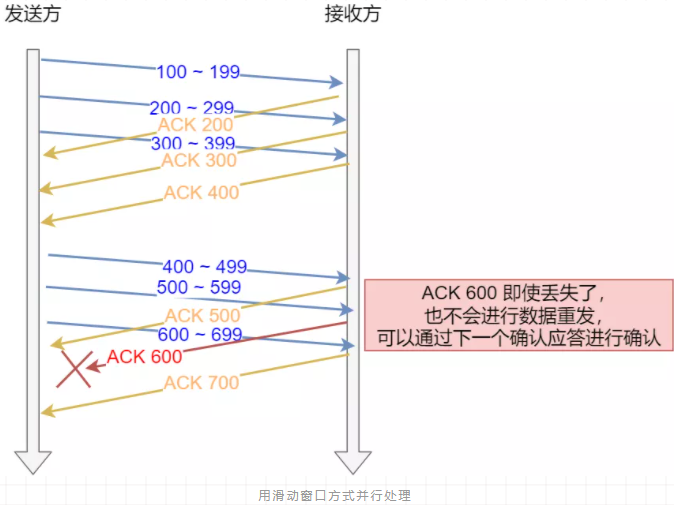 发送方
接收方
100 ~ 199
200 ~ 299
ACK 200
300 ~ 399
ACK 300
ACK 400
400 ~ 499
500 ~ 599
ACK 500
600 ~ 699
ACK 600
ACK 700
ACK 600 即使丢失了，
也不会进行数据重发，
可以通过下一个确认应答进行确认
用滑动窗口方式并行处理